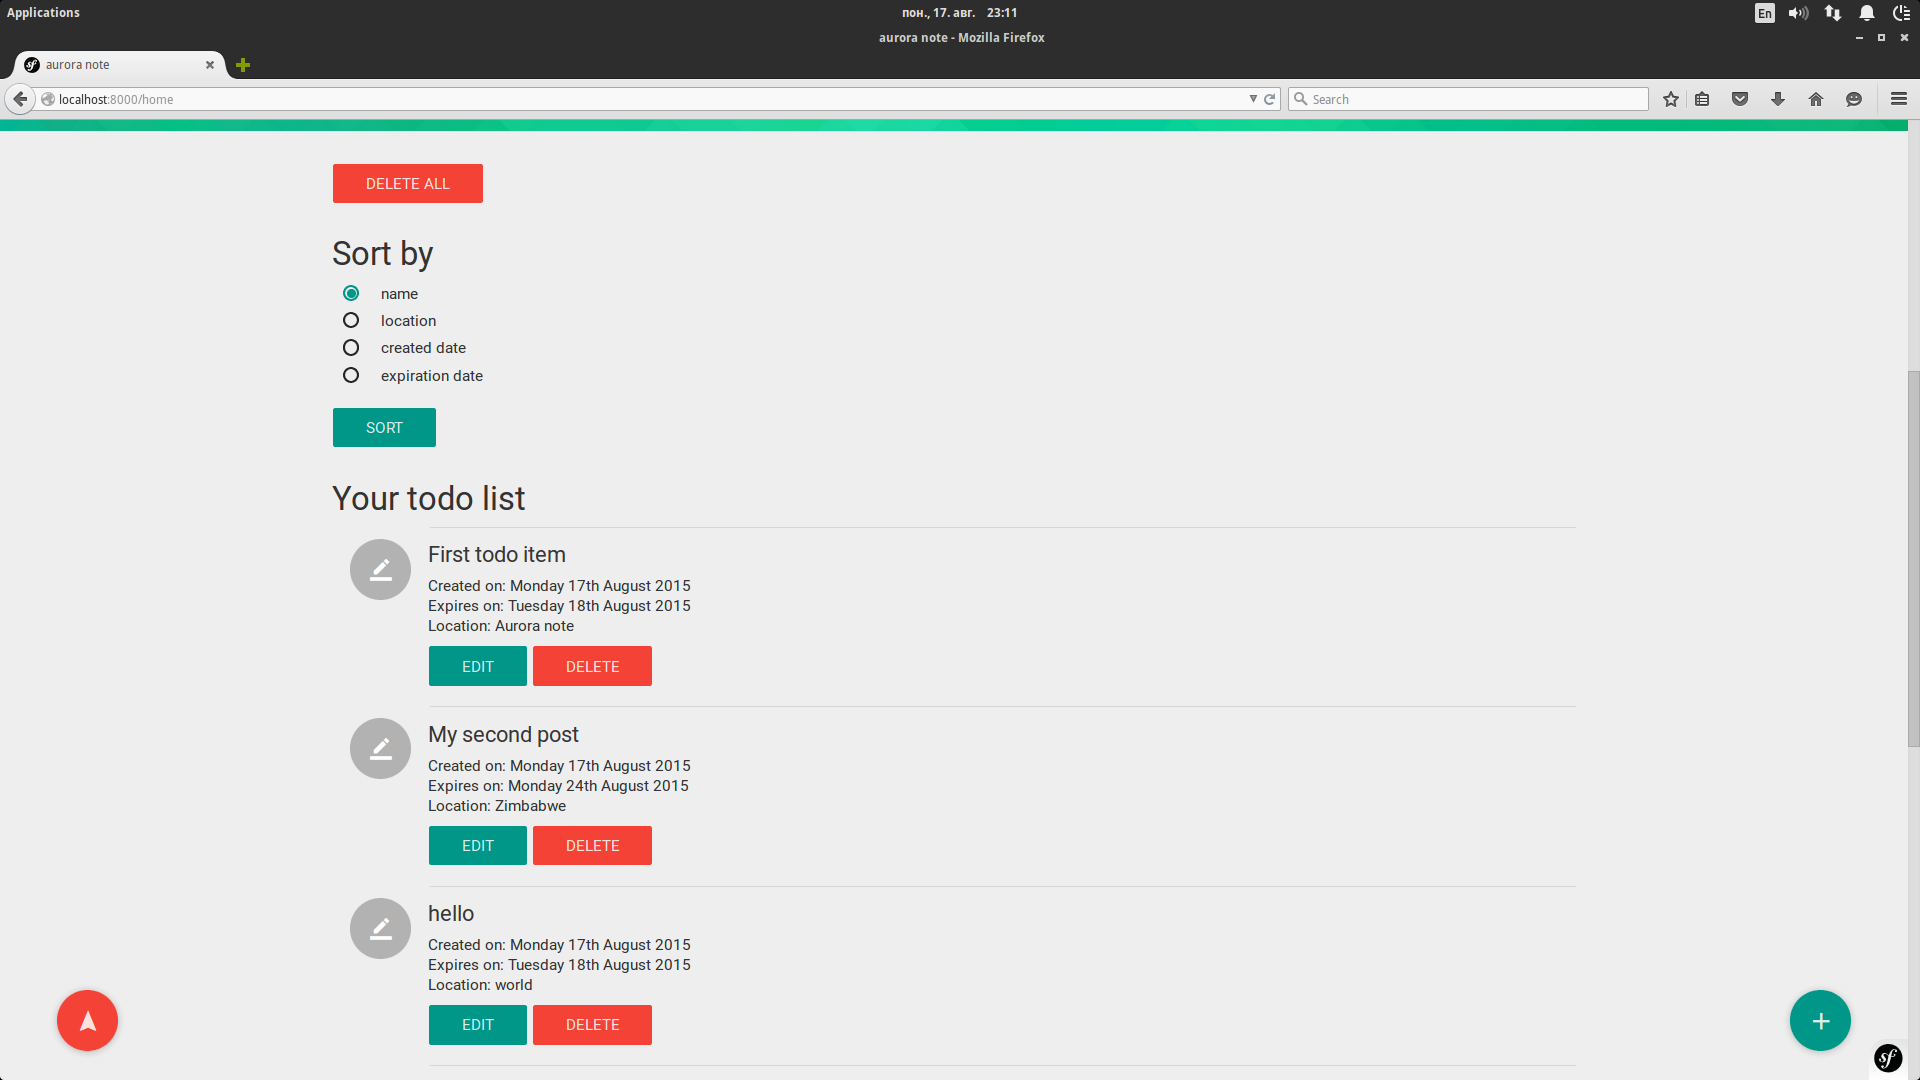 Applications
пон., 17. авг. 23:11
En
aurora note - Mozilla Firefox
sf aurora note
localhost:8000/home
Search
DELETE ALL
Sort by
name
location
created date
expiration date
SORT
Your todo list
First todo item
Created on: Monday 17th August 2015
Expires on: Tuesday 18th August 2015
Location: Aurora note
EDIT DELETE
My second post
Created on: Monday 17th August 2015
Expires on: Monday 24th August 2015
Location: Zimbabwe
EDIT DELETE
hello
Created on: Monday 17th August 2015
Expires on: Tuesday 18th August 2015
Location: world
EDIT DELETE
sf